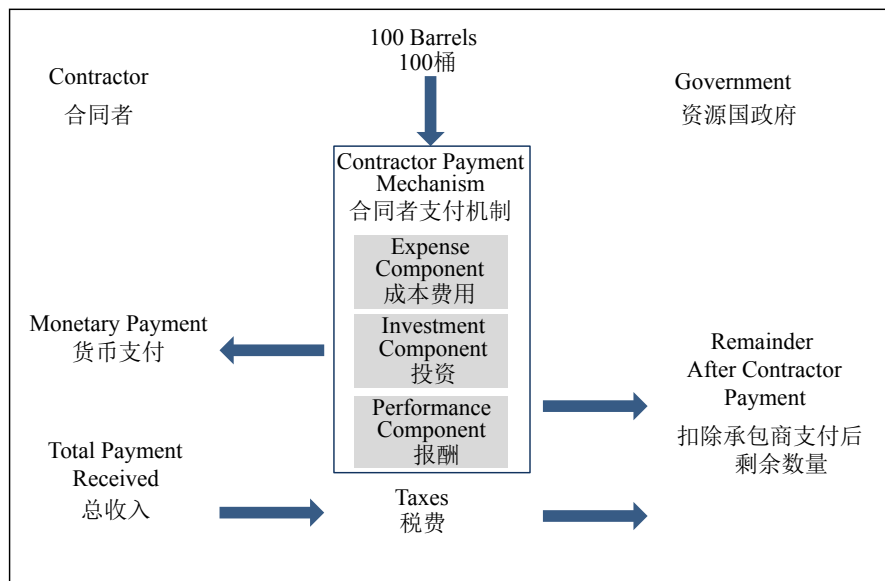 100 Barrels
100桶
Contractor
合同者
Government
资源国政府
Contractor Payment
Mechanism
合同者支付机制
Expense
Component
成本费用
Monetary Payment
货币支付
Investment
Component
投资
Remainder
After Contractor
Payment
扣除承包商支付后
剩余数量
Performance
Component
报酬
Total Payment
Received
总收入
Taxes
税费